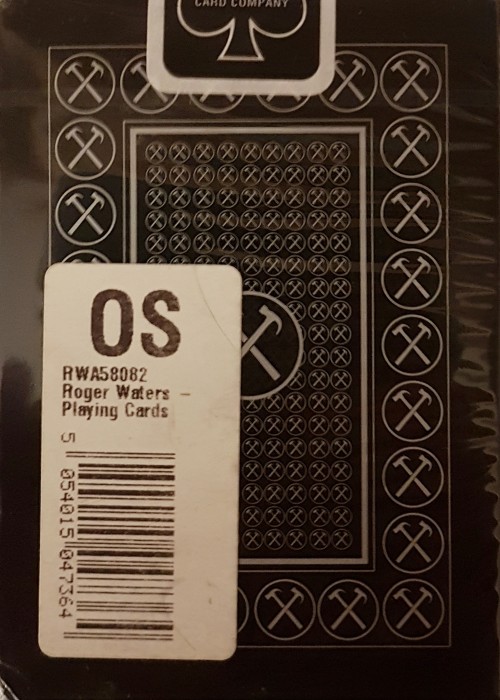 CARD COMPANY
OS
RWA58082
Roger Waters –
Playing Cards
5 054015 047364